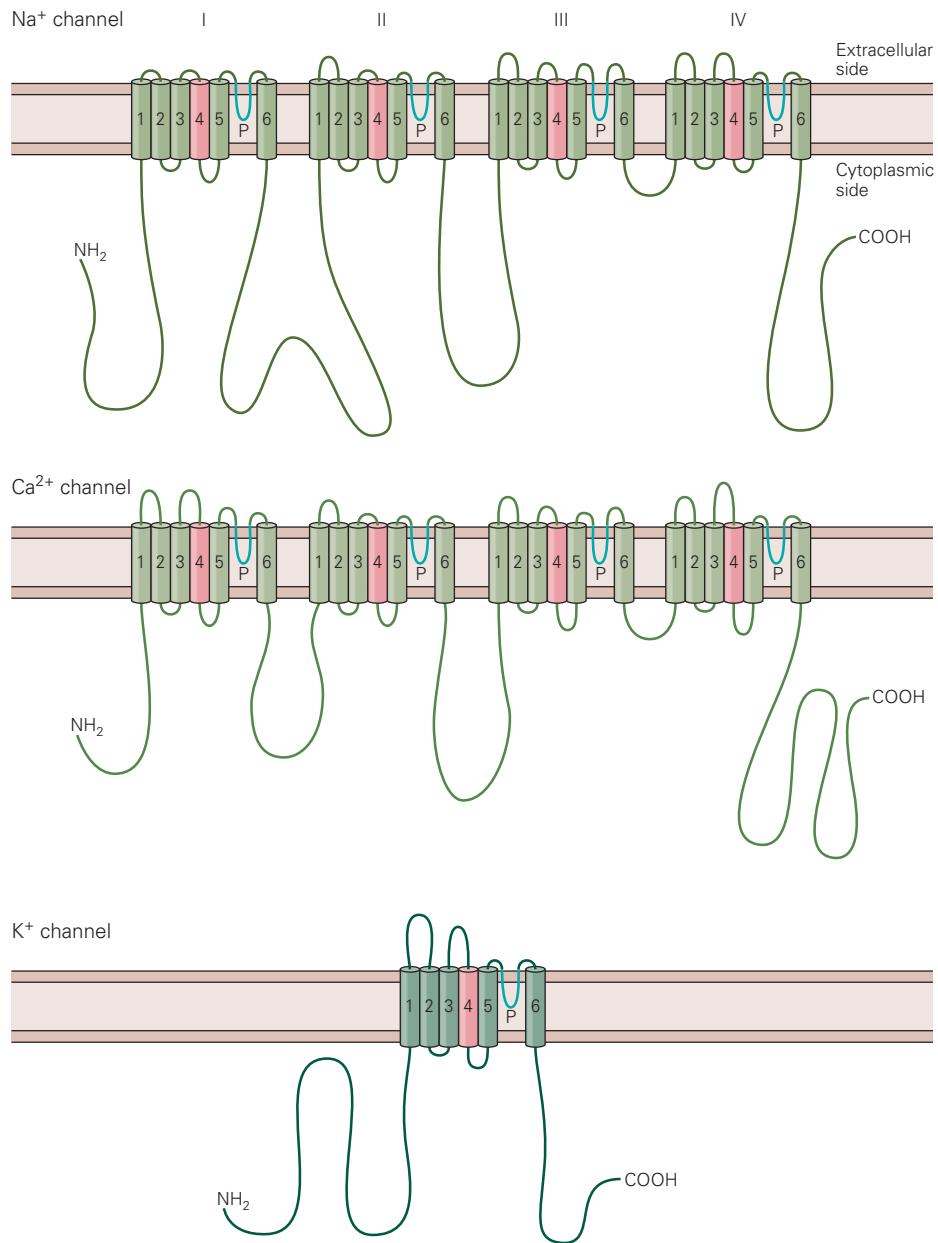 Na⁺ channel I II III IV
Extracellular
side
1 2 3 4 5 P 6 1 2 3 4 5 P 6 1 2 3 4 5 P 6 1 2 3 4 5 P 6
Cytoplasmic
side
NH₂ COOH
Ca²⁺ channel
1 2 3 4 5 P 6 1 2 3 4 5 P 6 1 2 3 4 5 P 6 1 2 3 4 5 P 6
NH₂ COOH
K⁺ channel
1 2 3 4 5 P 6
NH₂ COOH